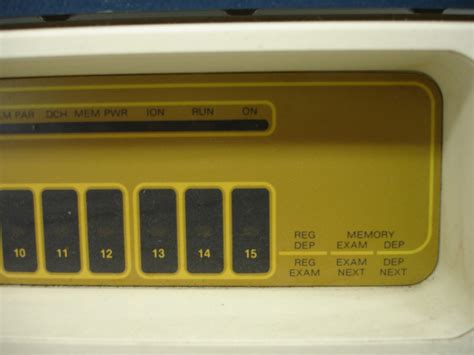 PAR DCH MEM PWR ION RUN ON
10 11 12 13 14 15
REG DEP
MEMORY
EXAM DEP
REG EXAM
EXAM NEXT
DEP NEXT